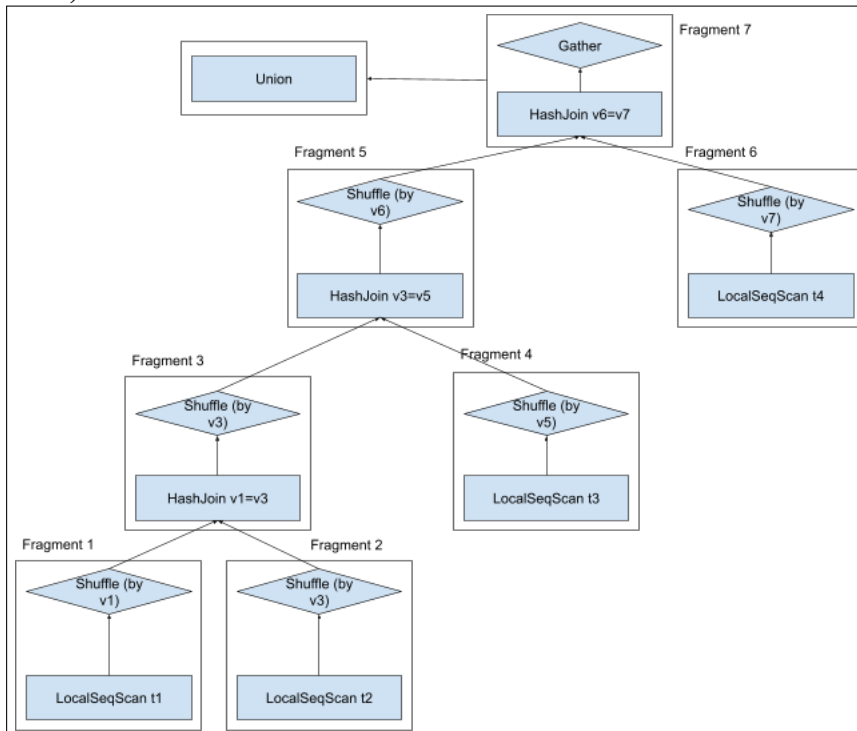 Fragment 7
Gather
Union
HashJoin v6=v7
Fragment 5
Fragment 6
Shuffle (by
v6)
Shuffle (by
v7)
HashJoin v3=v5
LocalSeqScan t4
Fragment 3
Fragment 4
Shuffle (by
v3)
Shuffle (by
v5)
HashJoin v1=v3
LocalSeqScan t3
Fragment 1
Fragment 2
Shuffle (by
v1)
Shuffle (by
v3)
LocalSeqScan t1
LocalSeqScan t2